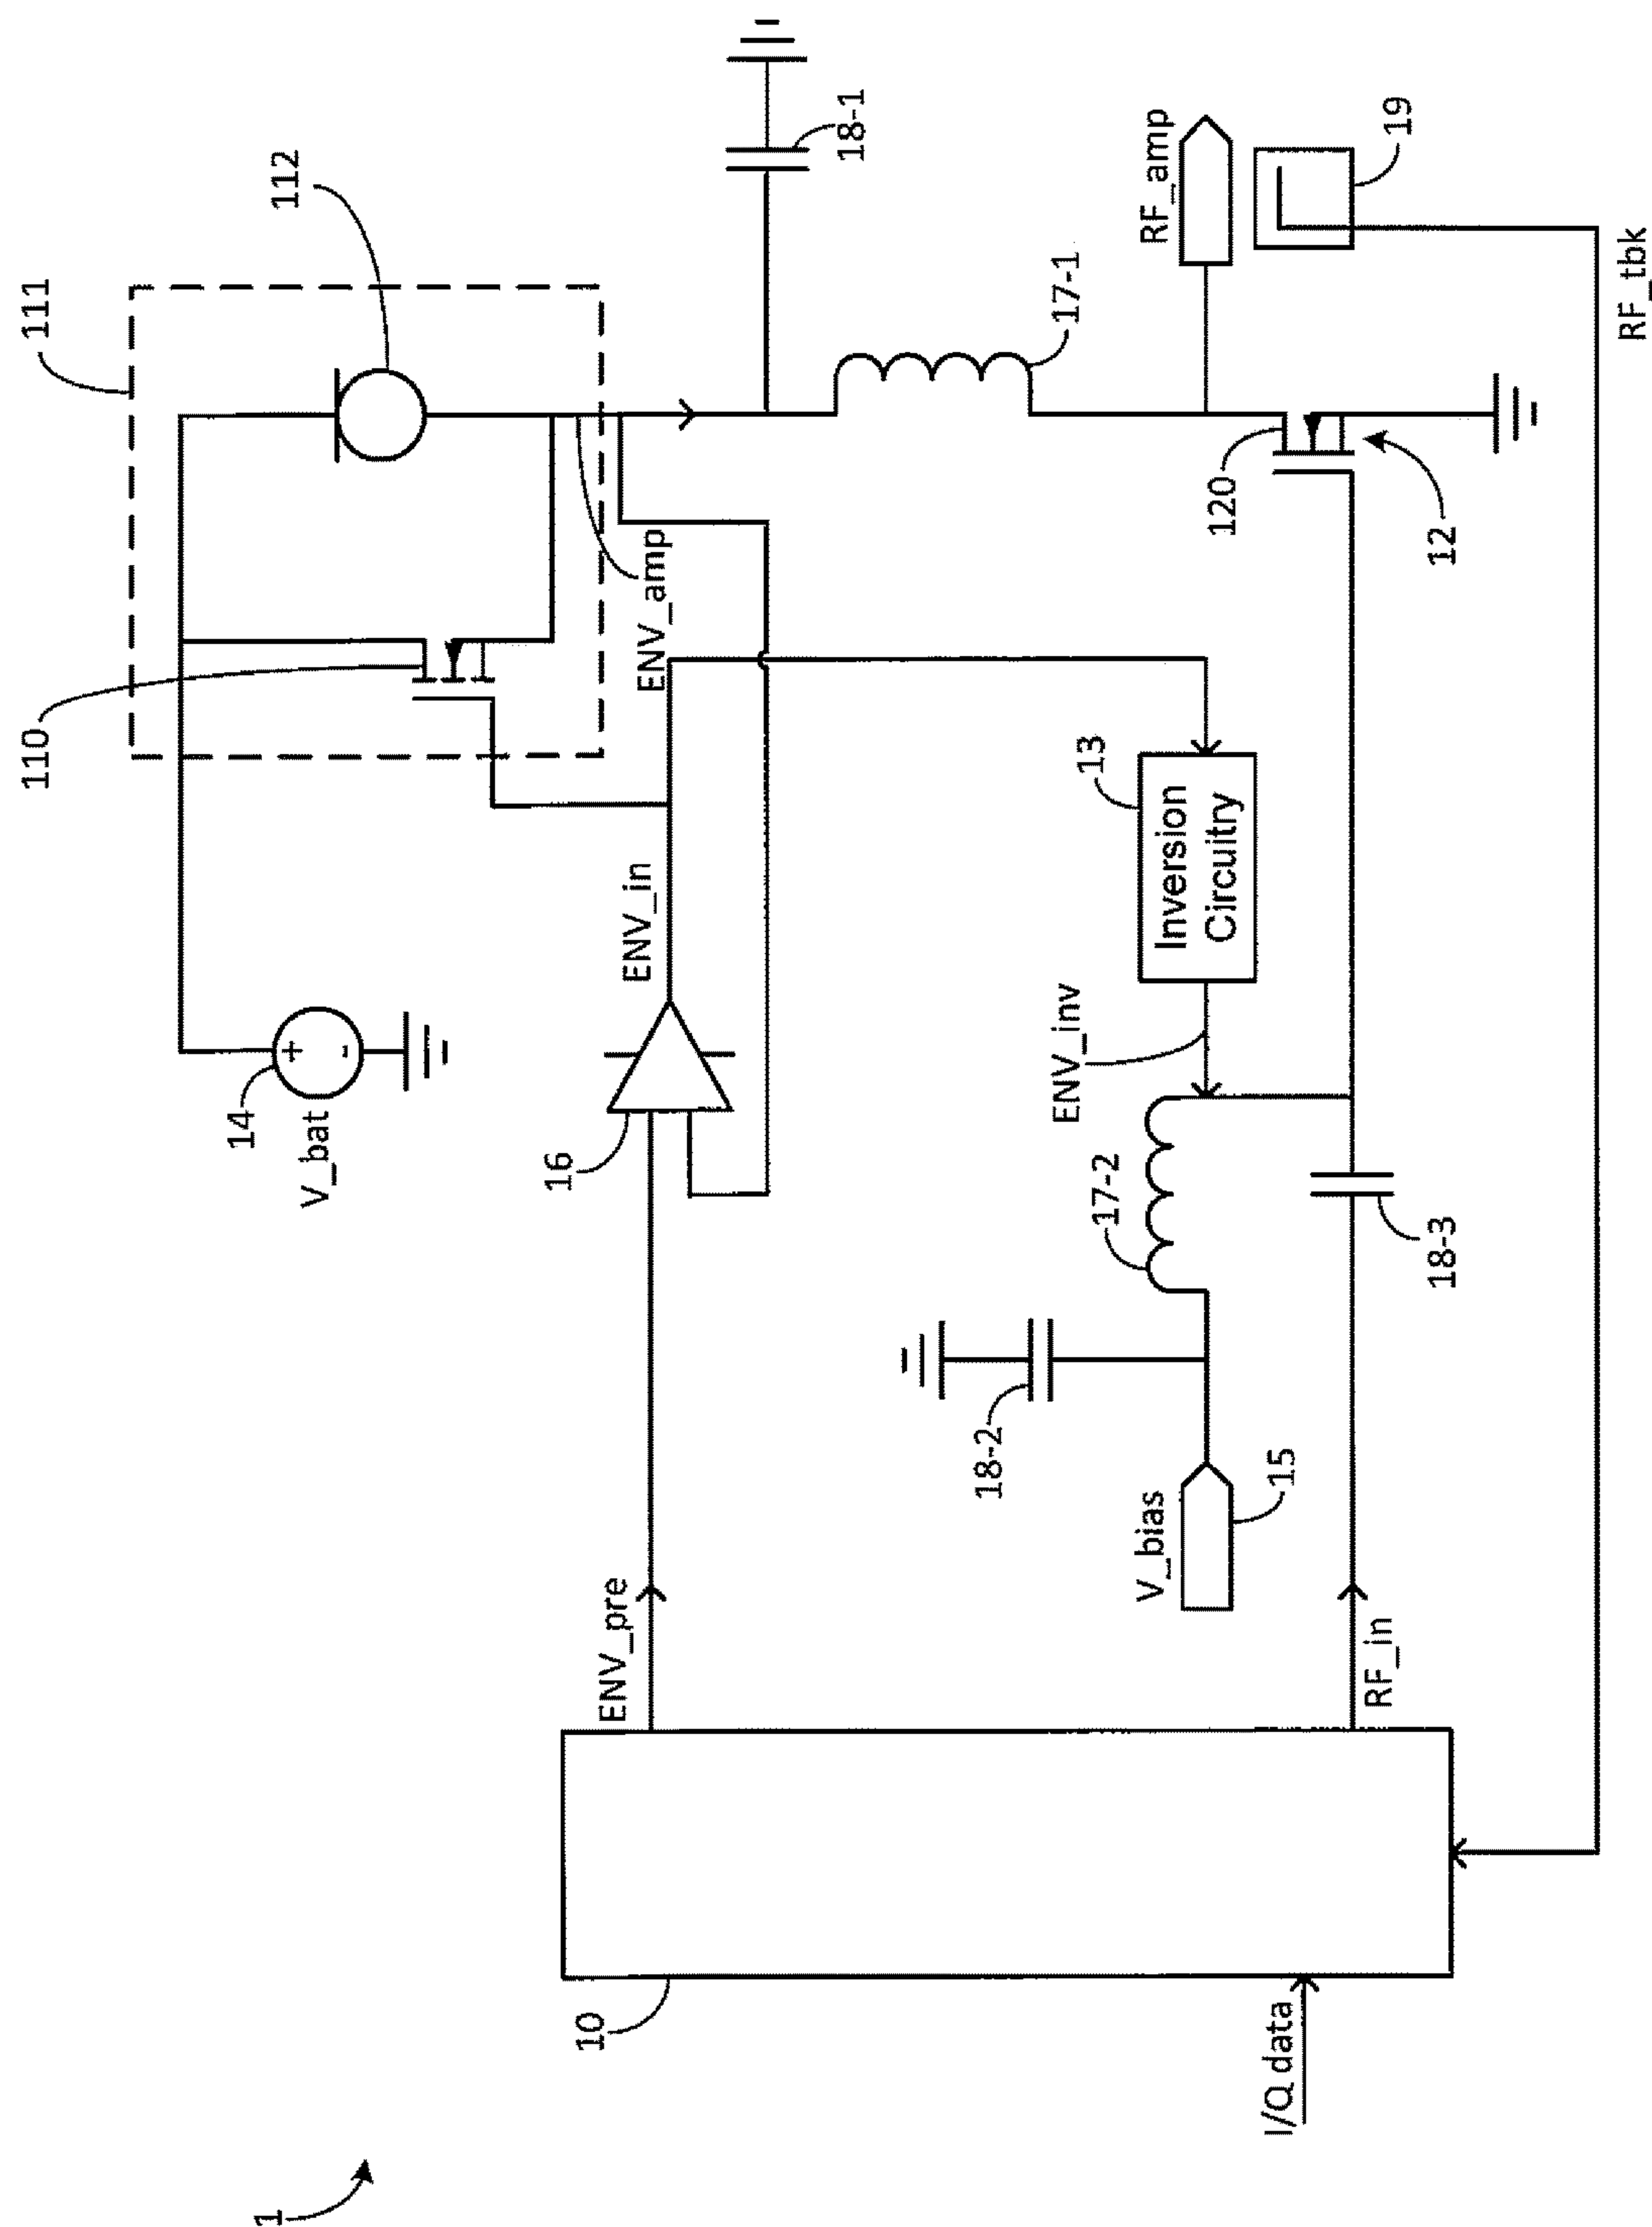 1
10
I/Q data
ENV_pre
RF_in
V_bias
15
18-2
17-2
18-3
16
14
V_bat
+
-
ENV_in
ENV_inv
13
Inversion
Circuitry
110
111
112
ENV_amp
18-1
17-1
120
12
RF_amp
19
RF_tbk